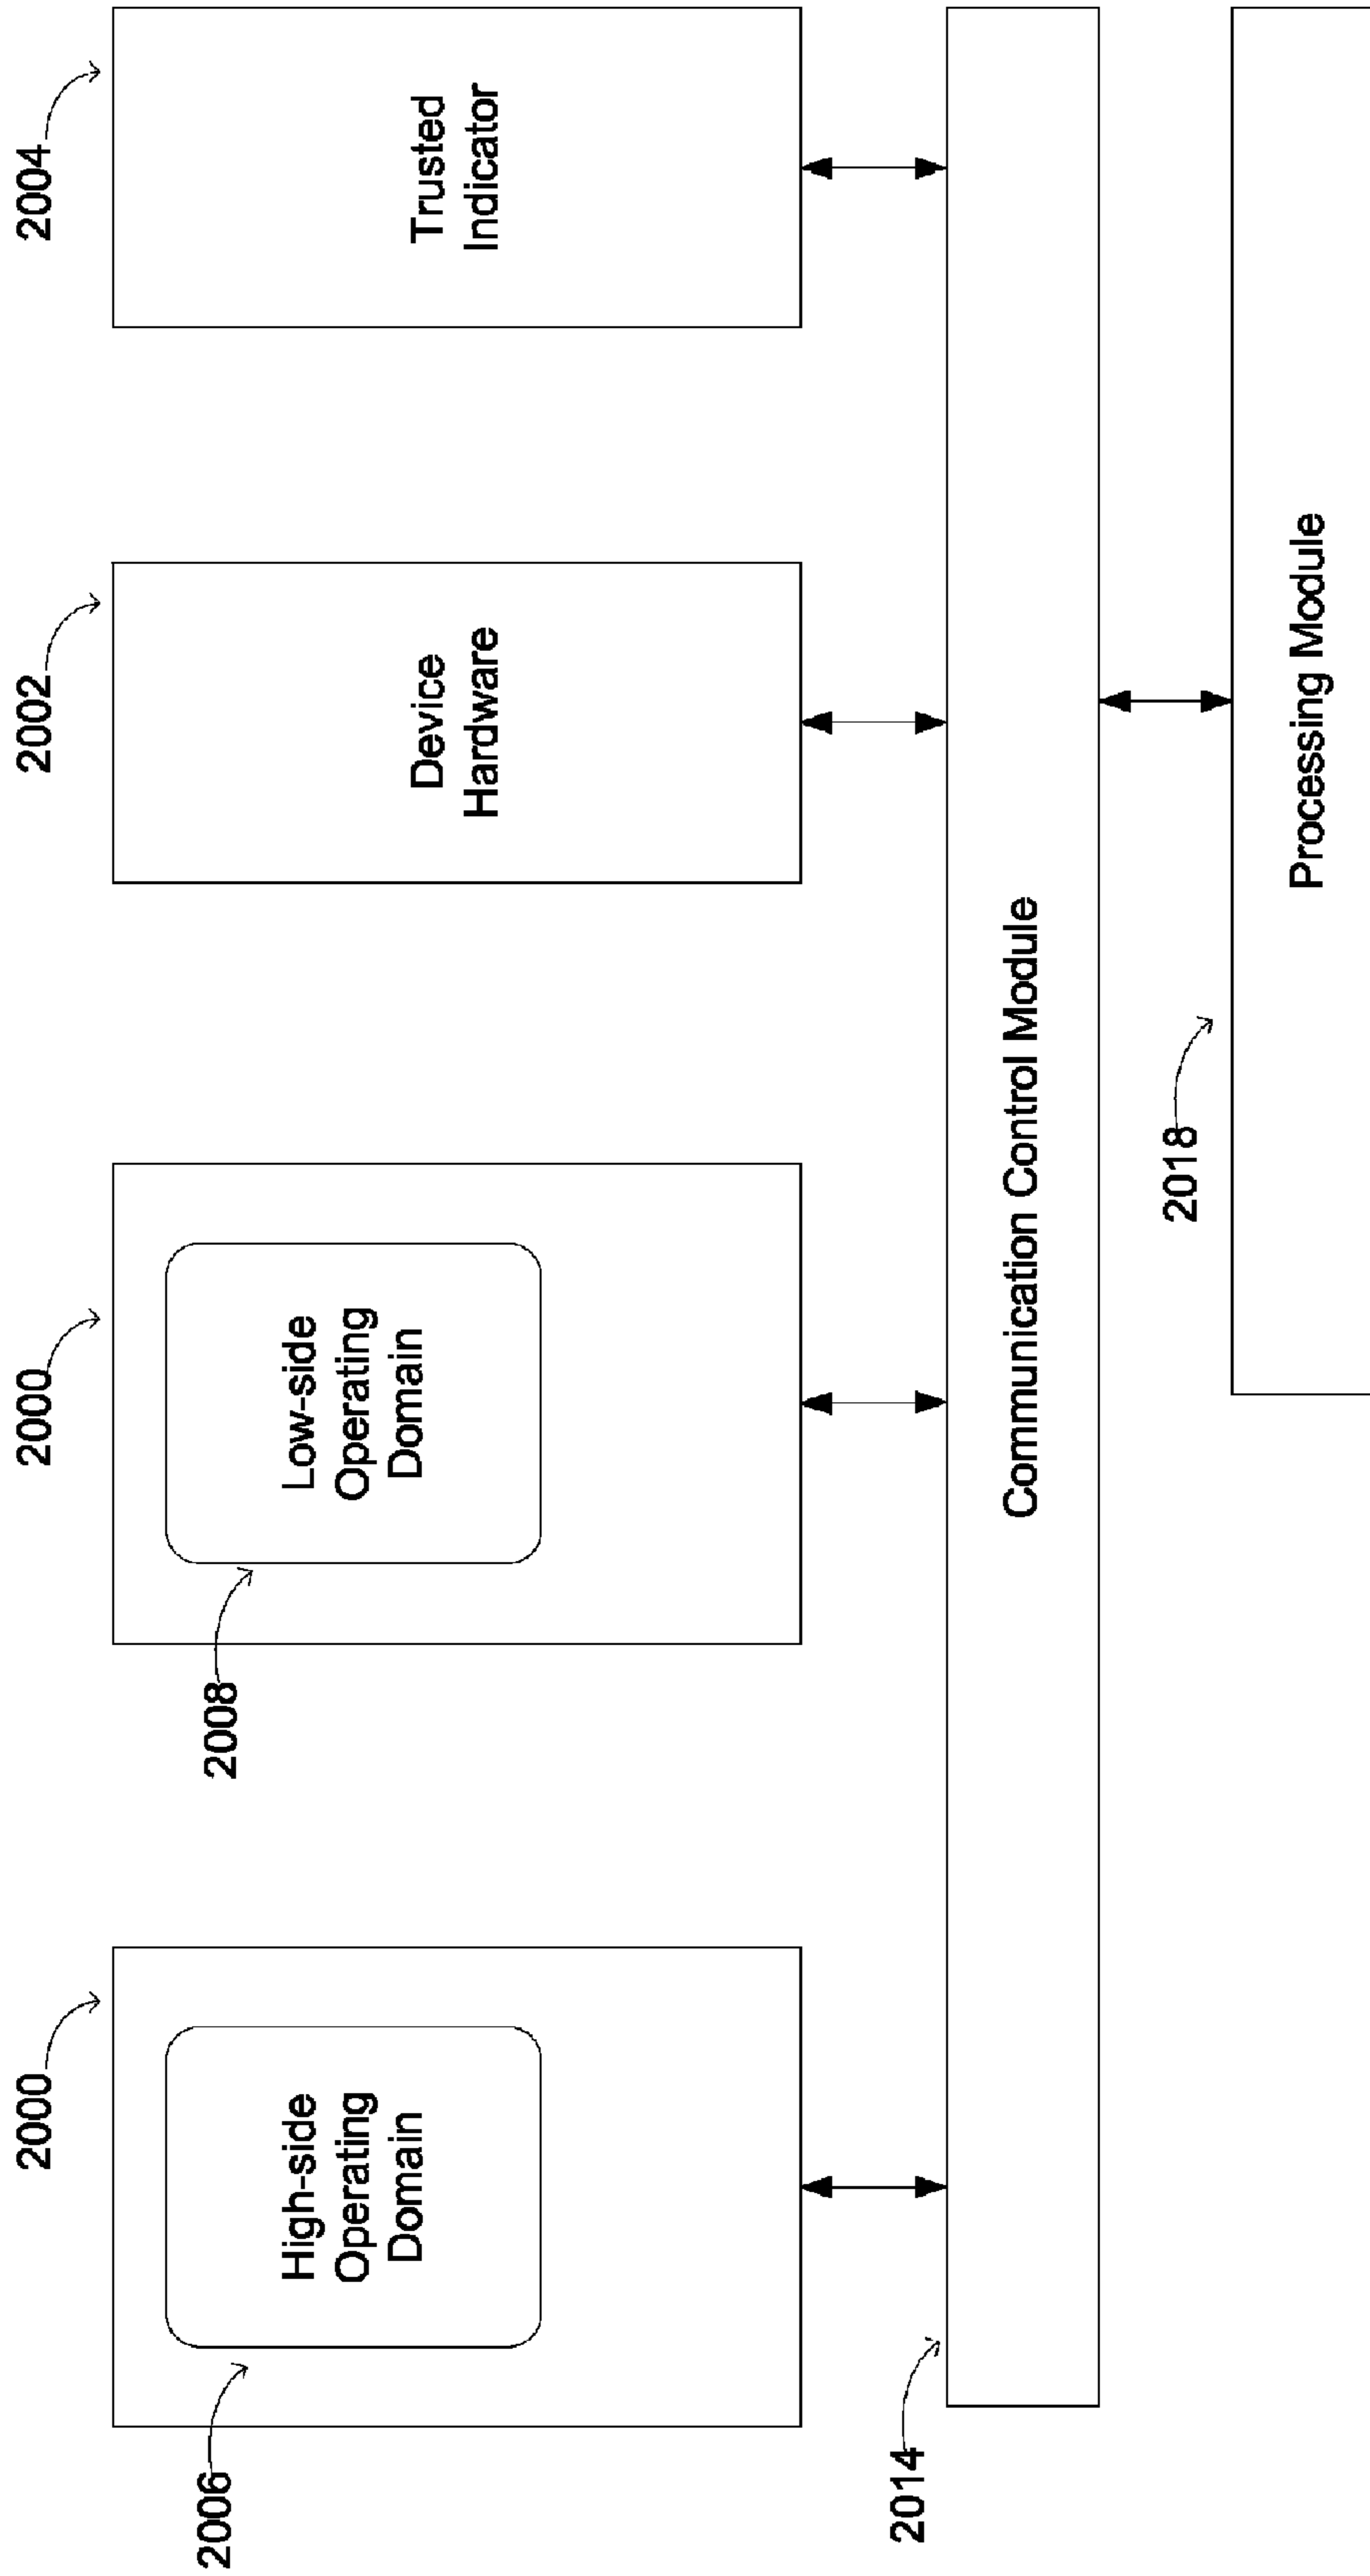 2000
2000
2002
2004
2006
High-side
Operating
Domain
2008
Low-side
Operating
Domain
Device
Hardware
Trusted
Indicator
2014
Communication Control Module
2018
Processing Module